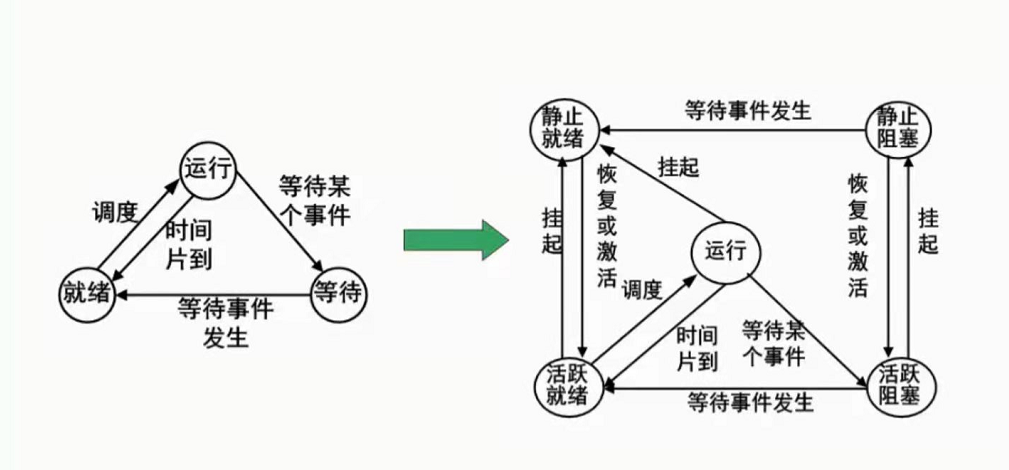 运行
调度
等待某
个事件
时间
片到
就绪
等待
等待事件
发生
静止
就绪
等待事件发生
静止
阻塞
挂起
恢复或激活
挂起
运行
恢复或激活
挂起
调度
时间
片到
等待某
个事件
活跃
就绪
等待事件发生
活跃
阻塞